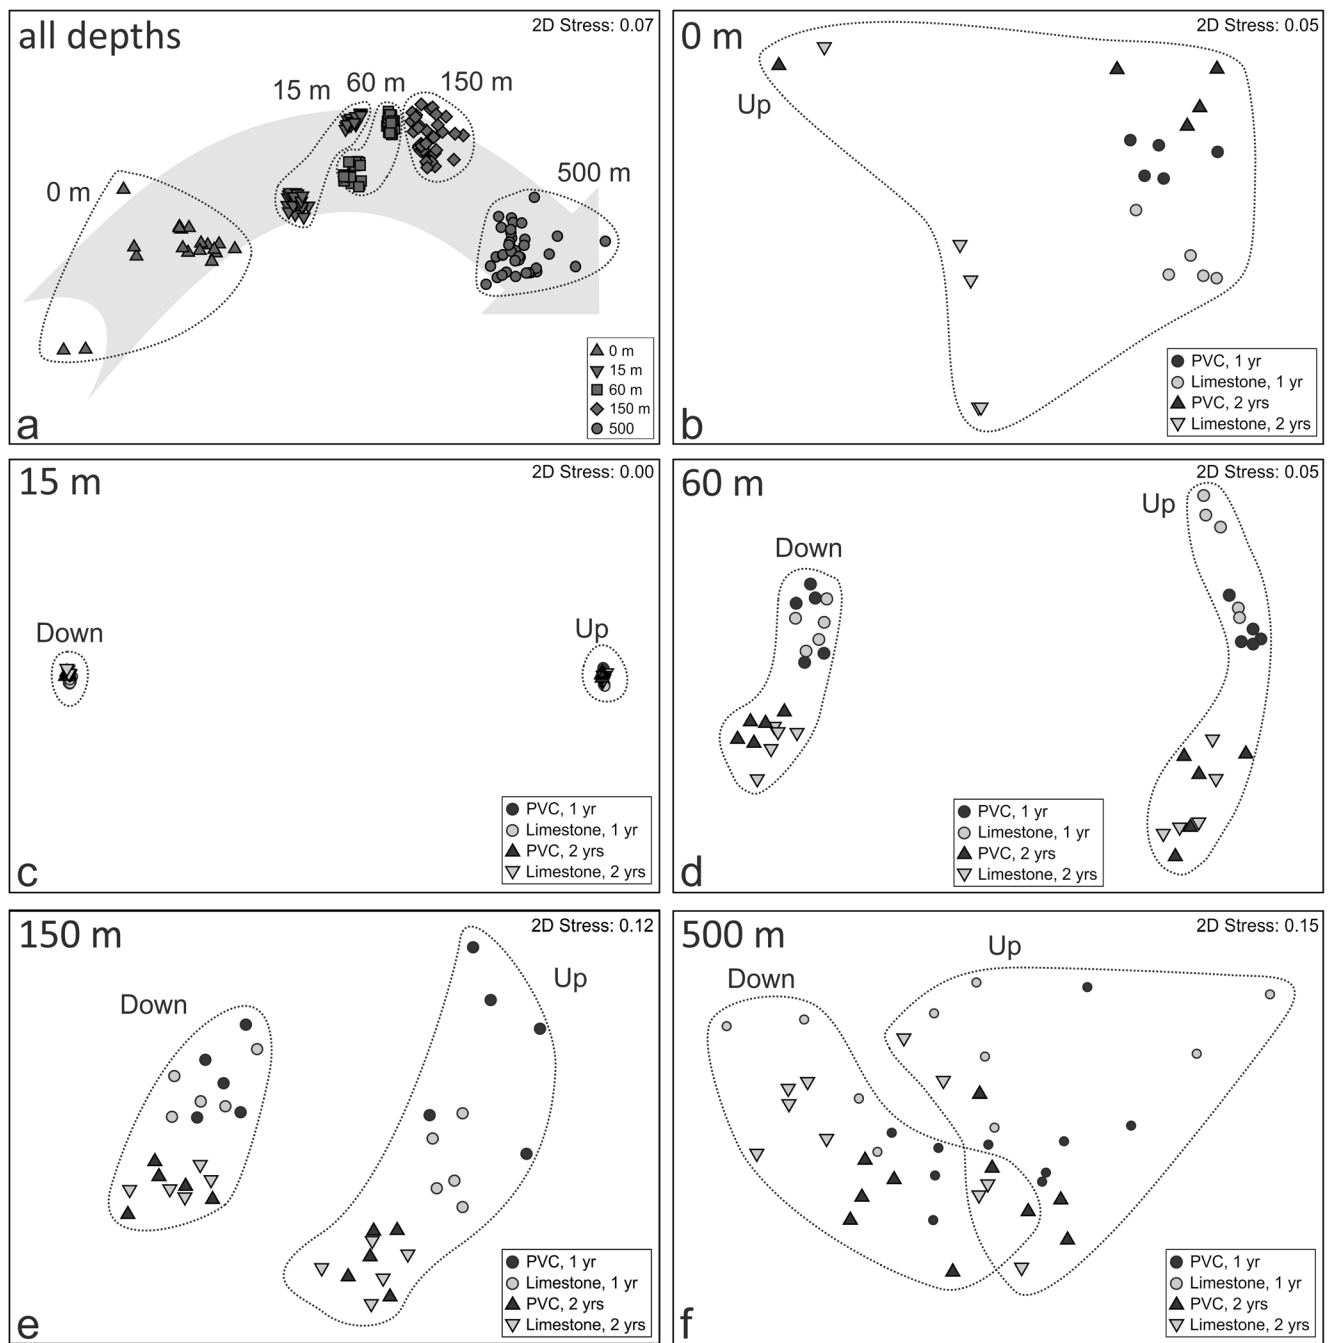 all depths
2D Stress: 0.07
15 m
60 m
150 m
0 m
500 m
0 m
15 m
60 m
150 m
500
a
0 m
2D Stress: 0.05
Up
PVC, 1 yr
Limestone, 1 yr
PVC, 2 yrs
Limestone, 2 yrs
b
15 m
2D Stress: 0.00
Down
Up
PVC, 1 yr
Limestone, 1 yr
PVC, 2 yrs
Limestone, 2 yrs
c
60 m
2D Stress: 0.05
Up
Down
PVC, 1 yr
Limestone, 1 yr
PVC, 2 yrs
Limestone, 2 yrs
d
150 m
2D Stress: 0.12
Up
Down
PVC, 1 yr
Limestone, 1 yr
PVC, 2 yrs
Limestone, 2 yrs
e
500 m
2D Stress: 0.15
Up
Down
PVC, 1 yr
Limestone, 1 yr
PVC, 2 yrs
Limestone, 2 yrs
f